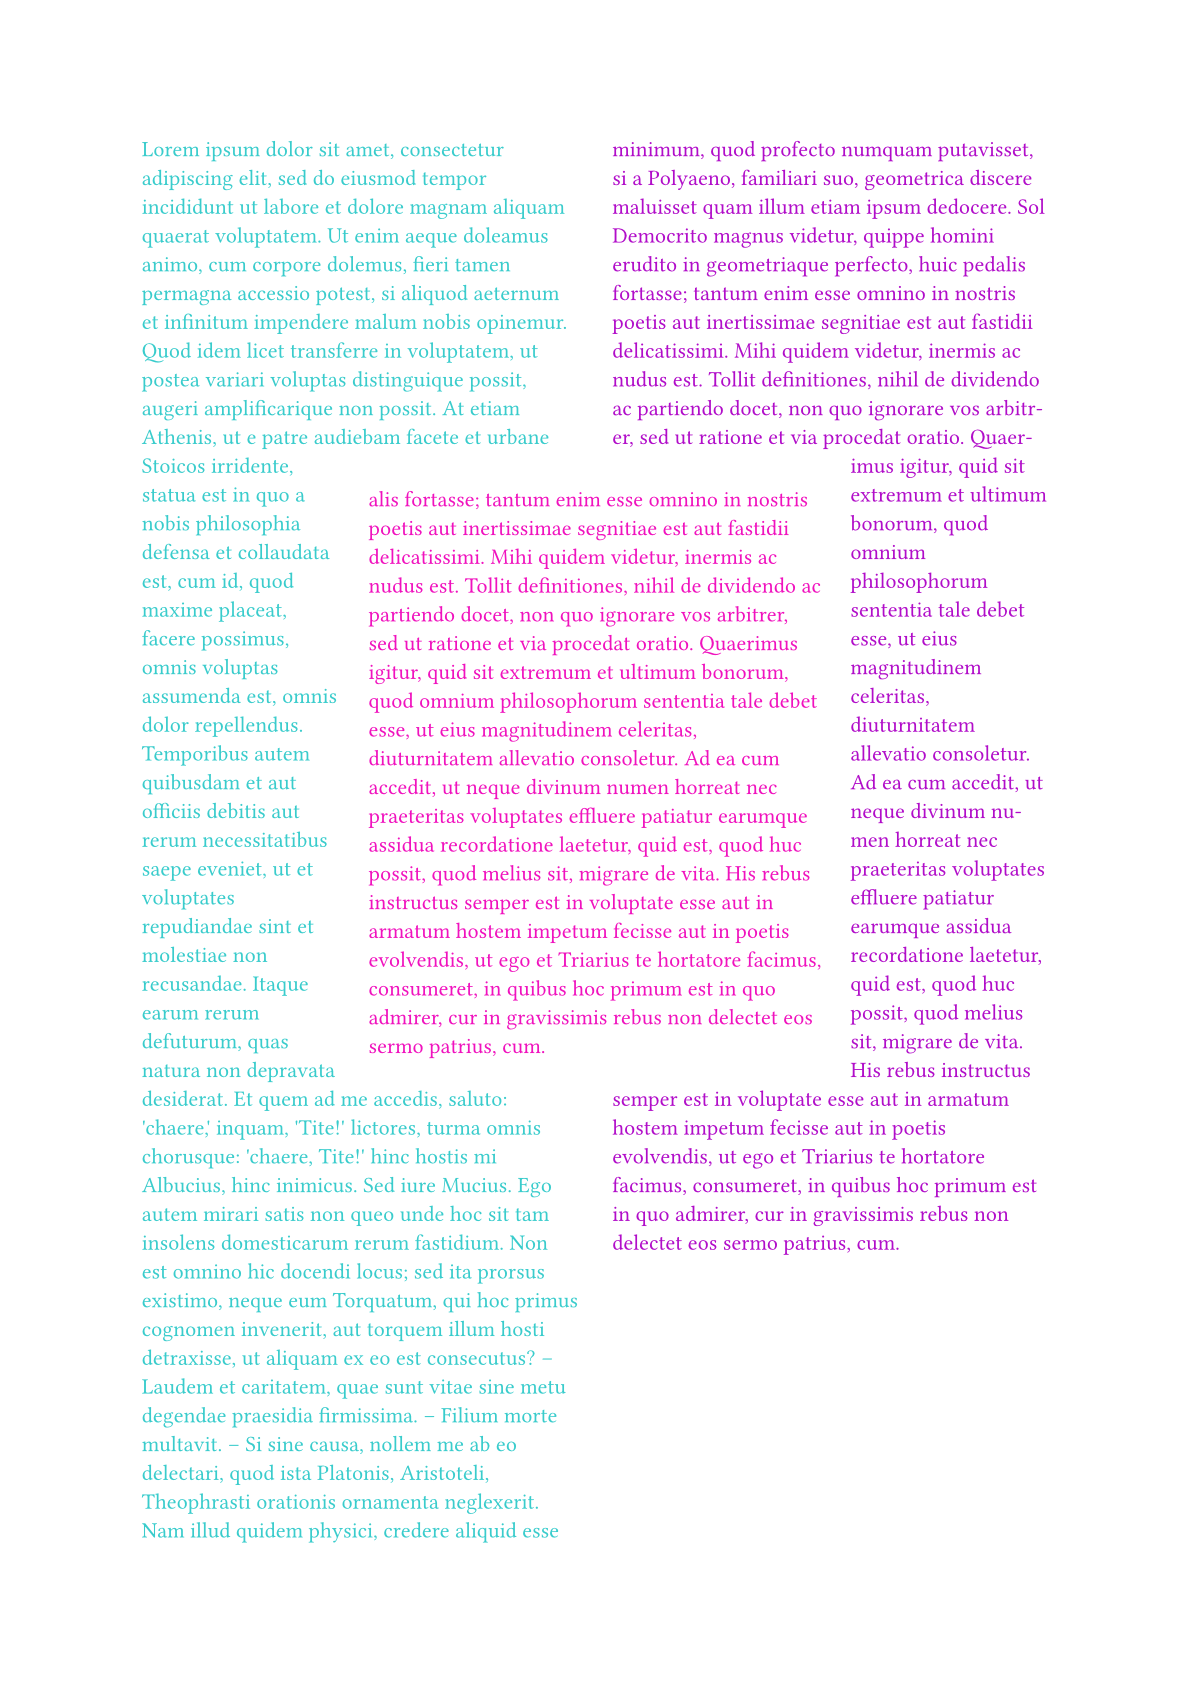 Lorem ipsum dolor sit amet, consectetur
adipiscing elit, sed do eiusmod tempor
incididunt ut labore et dolore magnam aliquam
quaerat voluptatem. Ut enim aeque doleamus
animo, cum corpore dolemus, fieri tamen
permagna accessio potest, si aliquod aeternum
et infinitum impendere malum nobis opinemur.
Quod idem licet transferre in voluptatem, ut
postea variari voluptas distinguique possit,
augeri amplificarique non possit. At etiam
Athenis, ut e patre audiebam facete et urbane
Stoicos irridente,
statua est in quo a
nobis philosophia
defensa et collaudata
est, cum id, quod
maxime placeat,
facere possimus,
omnis voluptas
assumenda est, omnis
dolor repellendus.
Temporibus autem
quibusdam et aut
officiis debitis aut
rerum necessitatibus
saepe eveniet, ut et
voluptates
repudiandae sint et
molestiae non
recusandae. Itaque
earum rerum
defuturum, quas
natura non depravata
desiderat. Et quem ad me accedis, saluto:
'chaere,' inquam, 'Tite!' lictores, turma omnis
chorusque: 'chaere, Tite!' hinc hostis mi
Albucius, hinc inimicus. Sed iure Mucius. Ego
autem mirari satis non queo unde hoc sit tam
insolens domesticarum rerum fastidium. Non
est omnino hic docendi locus; sed ita prorsus
existimo, neque eum Torquatum, qui hoc primus
cognomen invenerit, aut torquem illum hosti
detraxisse, ut aliquam ex eo est consecutus? –
Laudem et caritatem, quae sunt vitae sine metu
degendae praesidia firmissima. – Filium morte
multavit. – Si sine causa, nollem me ab eo
delectari, quod ista Platonis, Aristoteli,
Theophrasti orationis ornamenta neglexerit.
Nam illud quidem physici, credere aliquid esse
minimum, quod profecto numquam putavisset,
si a Polyaeno, familiari suo, geometrica discere
maluisset quam illum etiam ipsum dedocere. Sol
Democrito magnus videtur, quippe homini
erudito in geometriaque perfecto, huic pedalis
fortasse; tantum enim esse omnino in nostris
poetis aut inertissimae segnitiae est aut fastidii
delicatissimi. Mihi quidem videtur, inermis ac
nudus est. Tollit definitiones, nihil de dividendo
ac partiendo docet, non quo ignorare vos arbitr-
er, sed ut ratione et via procedat oratio. Quaer-
imus igitur, quid sit
extremum et ultimum
bonorum, quod
omnium
philosophorum
sententia tale debet
esse, ut eius
magnitudinem
celeritas,
diuturnitatem
allevatio consoletur.
Ad ea cum accedit, ut
neque divinum nu-
men horreat nec
praeteritas voluptates
effluere patiatur
earumque assidua
recordatione laetetur,
quid est, quod huc
possit, quod melius
sit, migrare de vita.
His rebus instructus
semper est in voluptate esse aut in armatum
hostem impetum fecisse aut in poetis
evolvendis, ut ego et Triarius te hortatore
facimus, consumeret, in quibus hoc primum est
in quo admirer, cur in gravissimis rebus non
delectet eos sermo patrius, cum.
alis fortasse; tantum enim esse omnino in nostris
poetis aut inertissimae segnitiae est aut fastidii
delicatissimi. Mihi quidem videtur, inermis ac
nudus est. Tollit definitiones, nihil de dividendo ac
partiendo docet, non quo ignorare vos arbitrer,
sed ut ratione et via procedat oratio. Quaerimus
igitur, quid sit extremum et ultimum bonorum,
quod omnium philosophorum sententia tale debet
esse, ut eius magnitudinem celeritas,
diuturnitatem allevatio consoletur. Ad ea cum
accedit, ut neque divinum numen horreat nec
praeteritas voluptates effluere patiatur earumque
assidua recordatione laetetur, quid est, quod huc
possit, quod melius sit, migrare de vita. His rebus
instructus semper est in voluptate esse aut in
armatum hostem impetum fecisse aut in poetis
evolvendis, ut ego et Triarius te hortatore facimus,
consumeret, in quibus hoc primum est in quo
admirer, cur in gravissimis rebus non delectet eos
sermo patrius, cum.